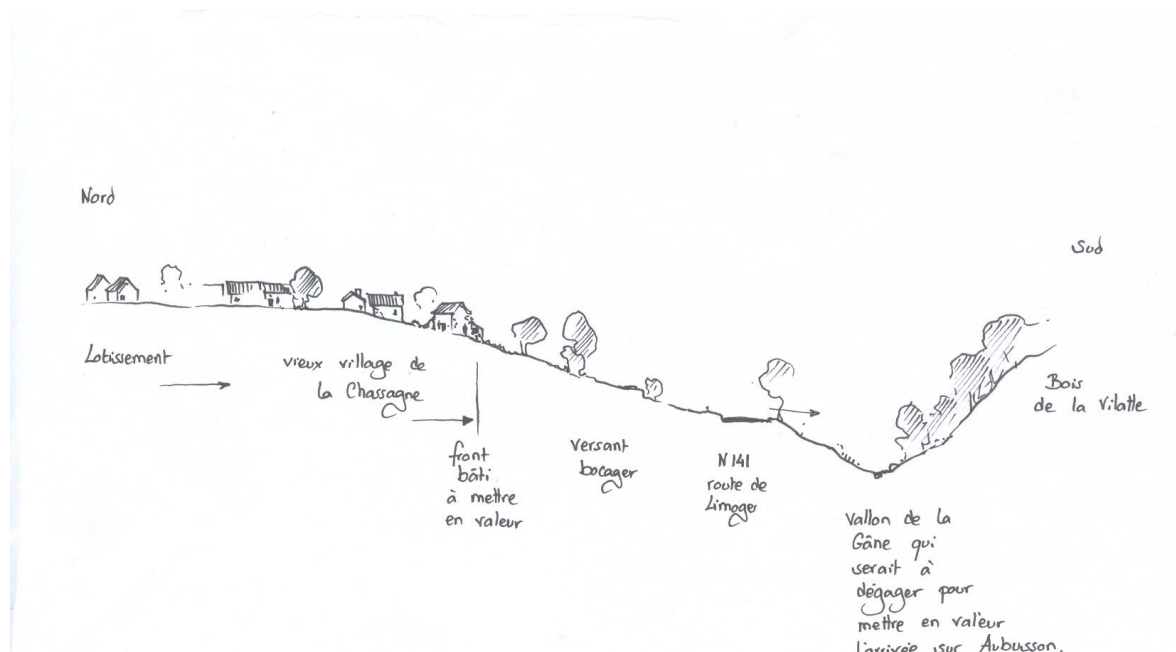 Nord
Sud
Lotissement
vieux village de
la Chassagne
front
bâti
à mettre
en valeur
versant
bocager
N 141
route de
Limoges
Vallon de la
Gâne qui
serait à
dégager pour
mettre en valeur
l'arrivée sur Aubusson.
Bois
de la Vilatte